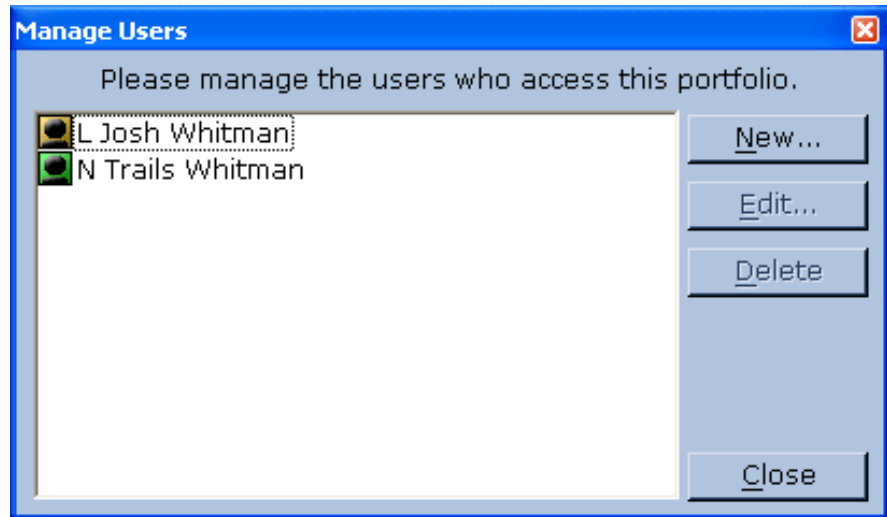 Manage Users
Please manage the users who access this portfolio.
L Josh Whitman
N Trails Whitman
New...
Edit...
Delete
Close